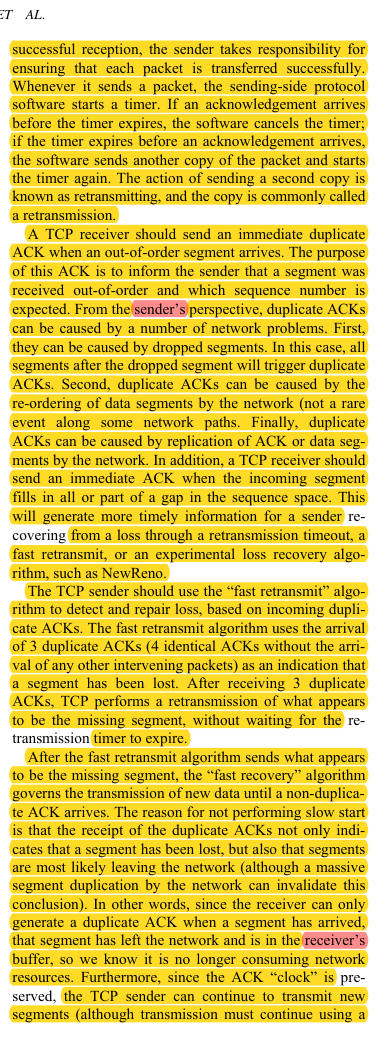 ET AL.
successful reception, the sender takes responsibility for
ensuring that each packet is transferred successfully.
Whenever it sends a packet, the sending-side protocol
software starts a timer. If an acknowledgement arrives
before the timer expires, the software cancels the timer;
if the timer expires before an acknowledgement arrives,
the software sends another copy of the packet and starts
the timer again. The action of sending a second copy is
known as retransmitting, and the copy is commonly called
a retransmission.
A TCP receiver should send an immediate duplicate
ACK when an out-of-order segment arrives. The purpose
of this ACK is to inform the sender that a segment was
received out-of-order and which sequence number is
expected. From the sender's perspective, duplicate ACKs
can be caused by a number of network problems. First,
they can be caused by dropped segments. In this case, all
segments after the dropped segment will trigger duplicate
ACKs. Second, duplicate ACKs can be caused by the
re-ordering of data segments by the network (not a rare
event along some network paths. Finally, duplicate
ACKs can be caused by replication of ACK or data seg-
ments by the network. In addition, a TCP receiver should
send an immediate ACK when the incoming segment
fills in all or part of a gap in the sequence space. This
will generate more timely information for a sender re-
covering from a loss through a retransmission timeout, a
fast retransmit, or an experimental loss recovery algo-
rithm, such as NewReno.
The TCP sender should use the “fast retransmit” algo-
rithm to detect and repair loss, based on incoming dupli-
cate ACKs. The fast retransmit algorithm uses the arrival
of 3 duplicate ACKs (4 identical ACKs without the arri-
val of any other intervening packets) as an indication that
a segment has been lost. After receiving 3 duplicate
ACKs, TCP performs a retransmission of what appears
to be the missing segment, without waiting for the re-
transmission timer to expire.
After the fast retransmit algorithm sends what appears
to be the missing segment, the “fast recovery” algorithm
governs the transmission of new data until a non-duplica-
te ACK arrives. The reason for not performing slow start
is that the receipt of the duplicate ACKs not only indi-
cates that a segment has been lost, but also that segments
are most likely leaving the network (although a massive
segment duplication by the network can invalidate this
conclusion). In other words, since the receiver can only
generate a duplicate ACK when a segment has arrived,
that segment has left the network and is in the receiver's
buffer, so we know it is no longer consuming network
resources. Furthermore, since the ACK “clock” is pre-
served, the TCP sender can continue to transmit new
segments (although transmission must continue using a